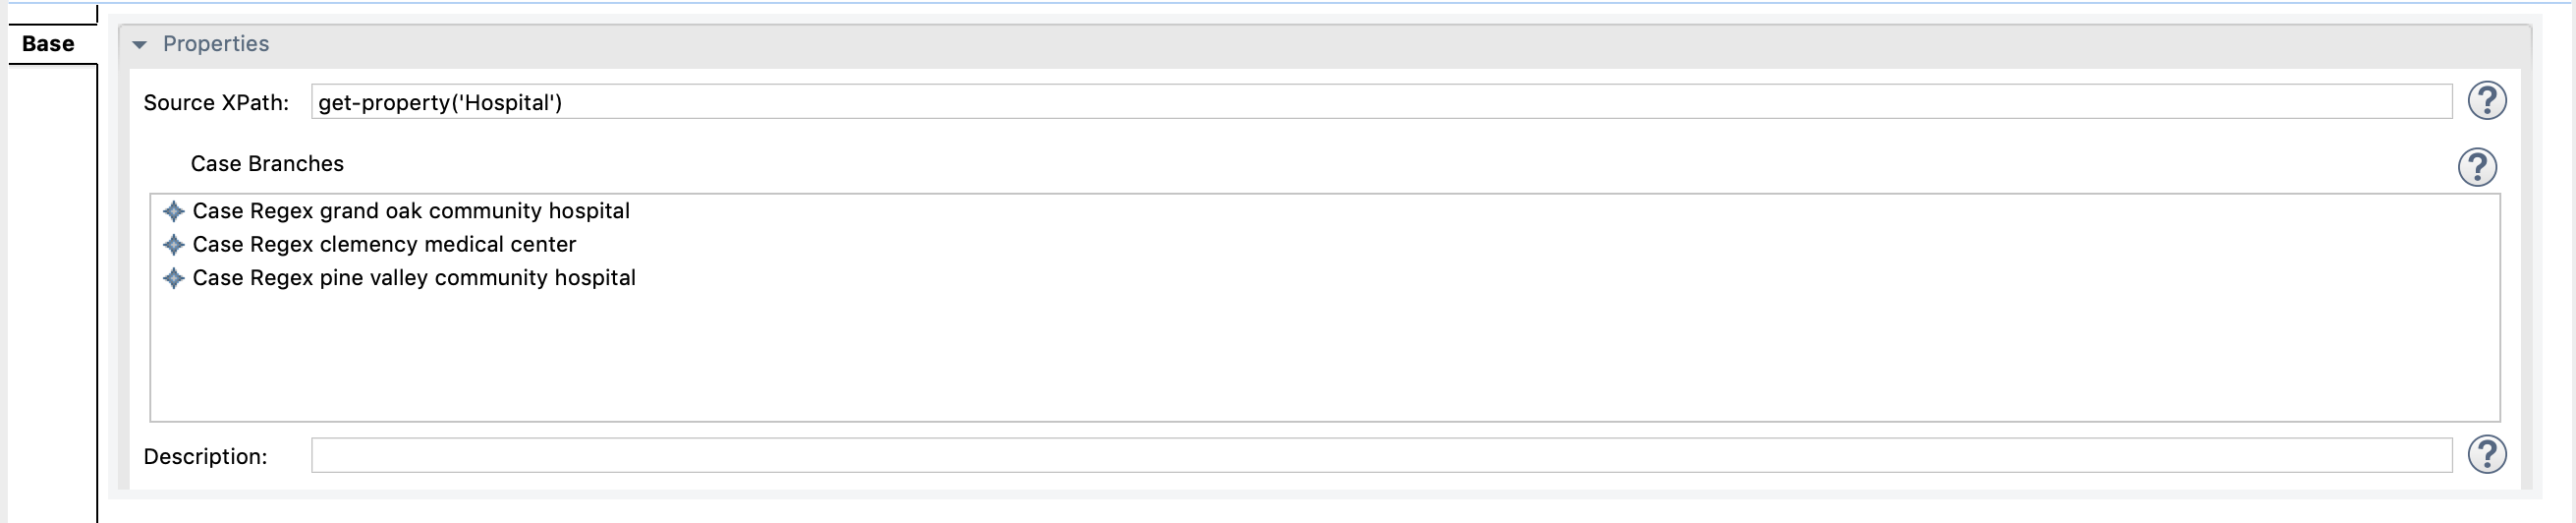 Base
Properties
Source XPath: get-property('Hospital')
Case Branches
Case Regex grand oak community hospital
Case Regex clemency medical center
Case Regex pine valley community hospital
Description: